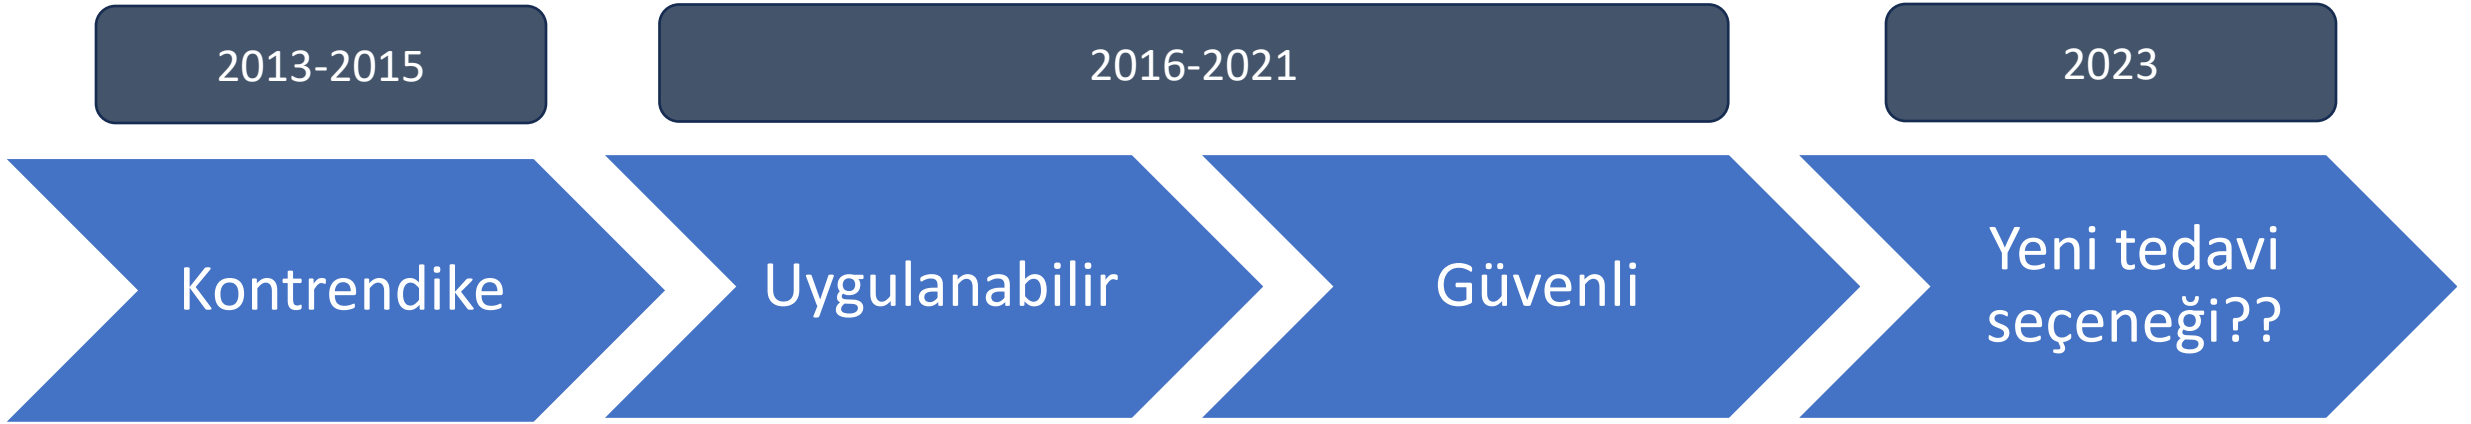 2013-2015
2016-2021
2023
Kontrendike
Uygulanabilir
Güvenli
Yeni tedavi
seçeneği??